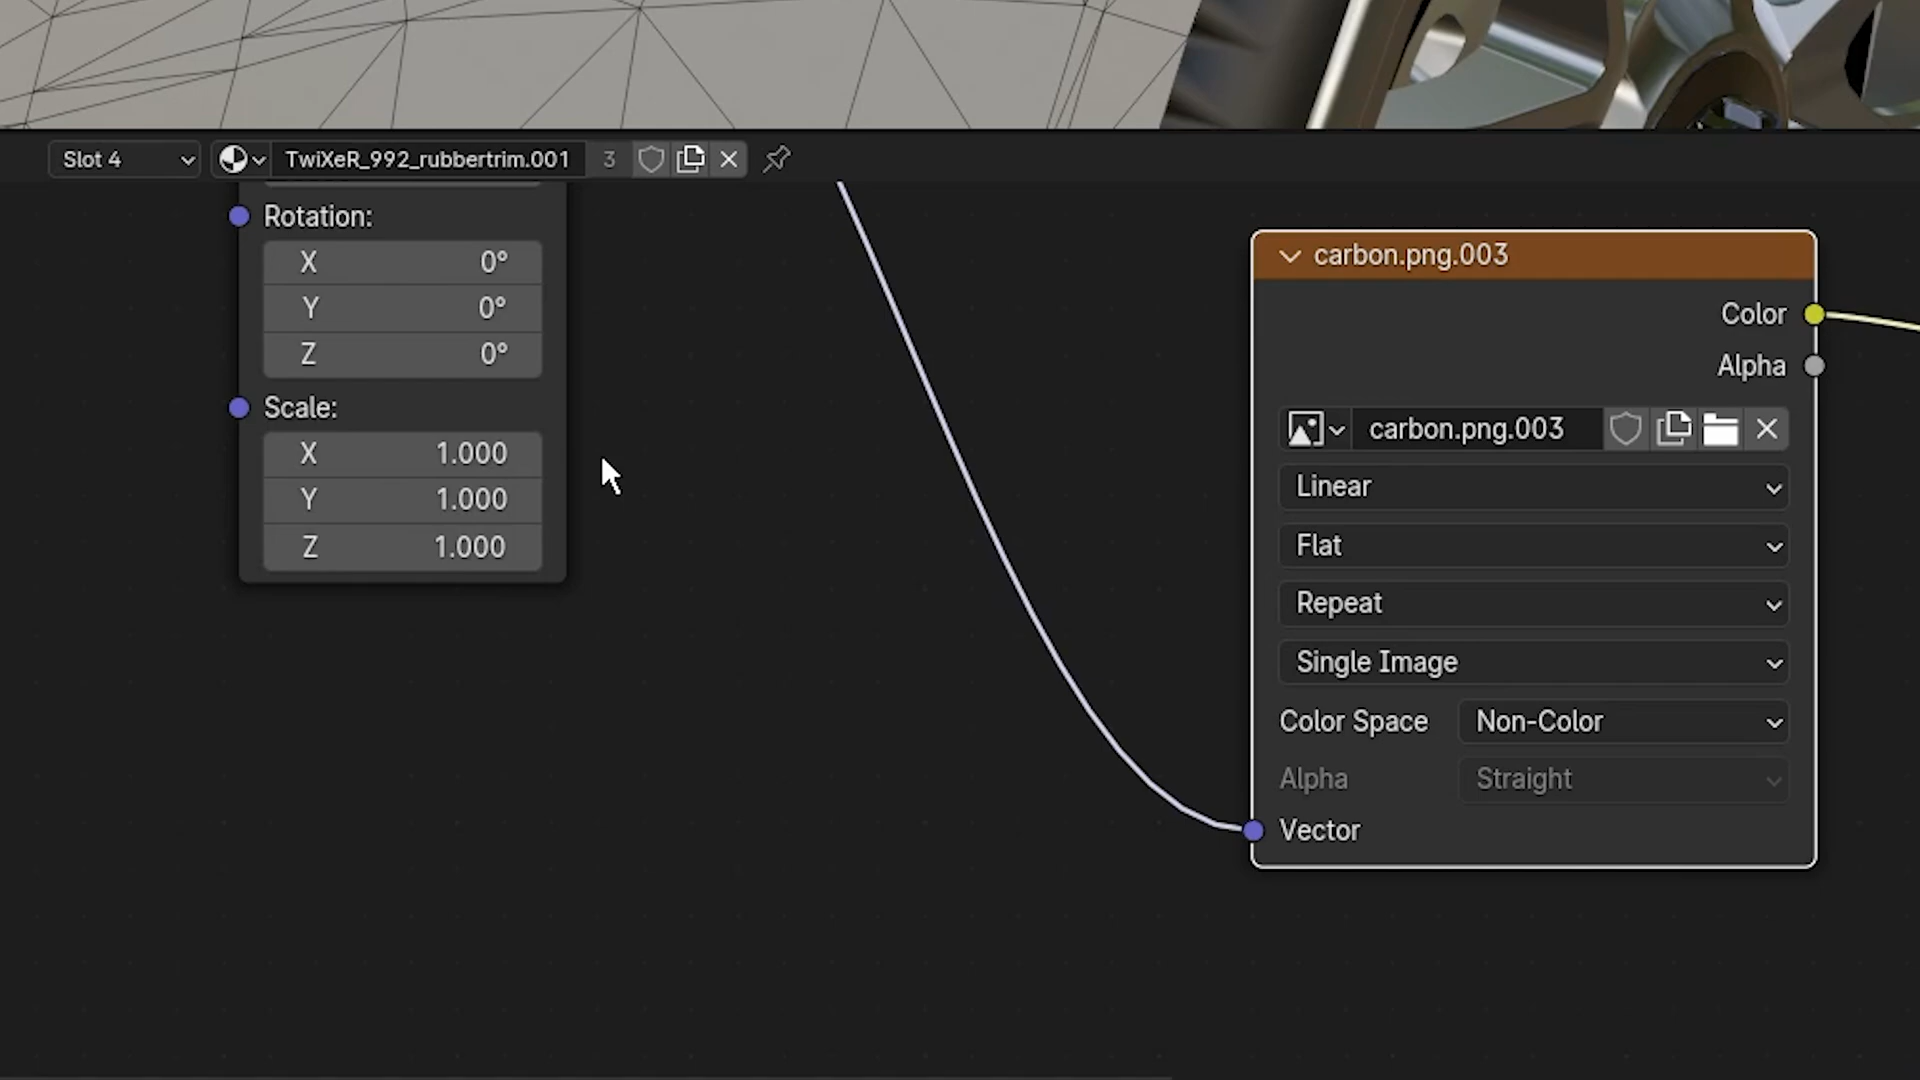 Slot 4
TwiXeR_992_rubbertrim.001
3
Rotation:
X 0°
Y 0°
Z 0°
Scale:
X 1.000
Y 1.000
Z 1.000
carbon.png.003
Color
Alpha
carbon.png.003
Linear
Flat
Repeat
Single Image
Color Space Non-Color
Alpha Straight
Vector